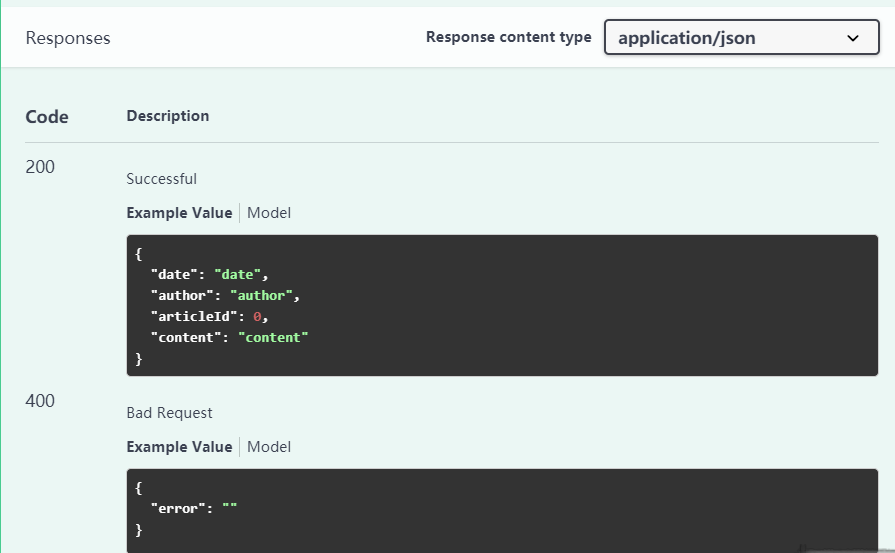 Responses
Response content type
application/json
Code
Description
200
Successful
Example Value
Model
{
"date": "date",
"author": "author",
"articleId": 0,
"content": "content"
}
400
Bad Request
Example Value
Model
{
"error": ""
}